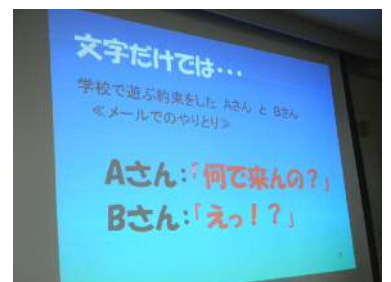 文字だけでは・・・
学校で遊ぶ約束をした Aさん と Bさん
≪メールでのやりとり≫
Aさん:「何で来んの？」
Bさん:「えっ！？」